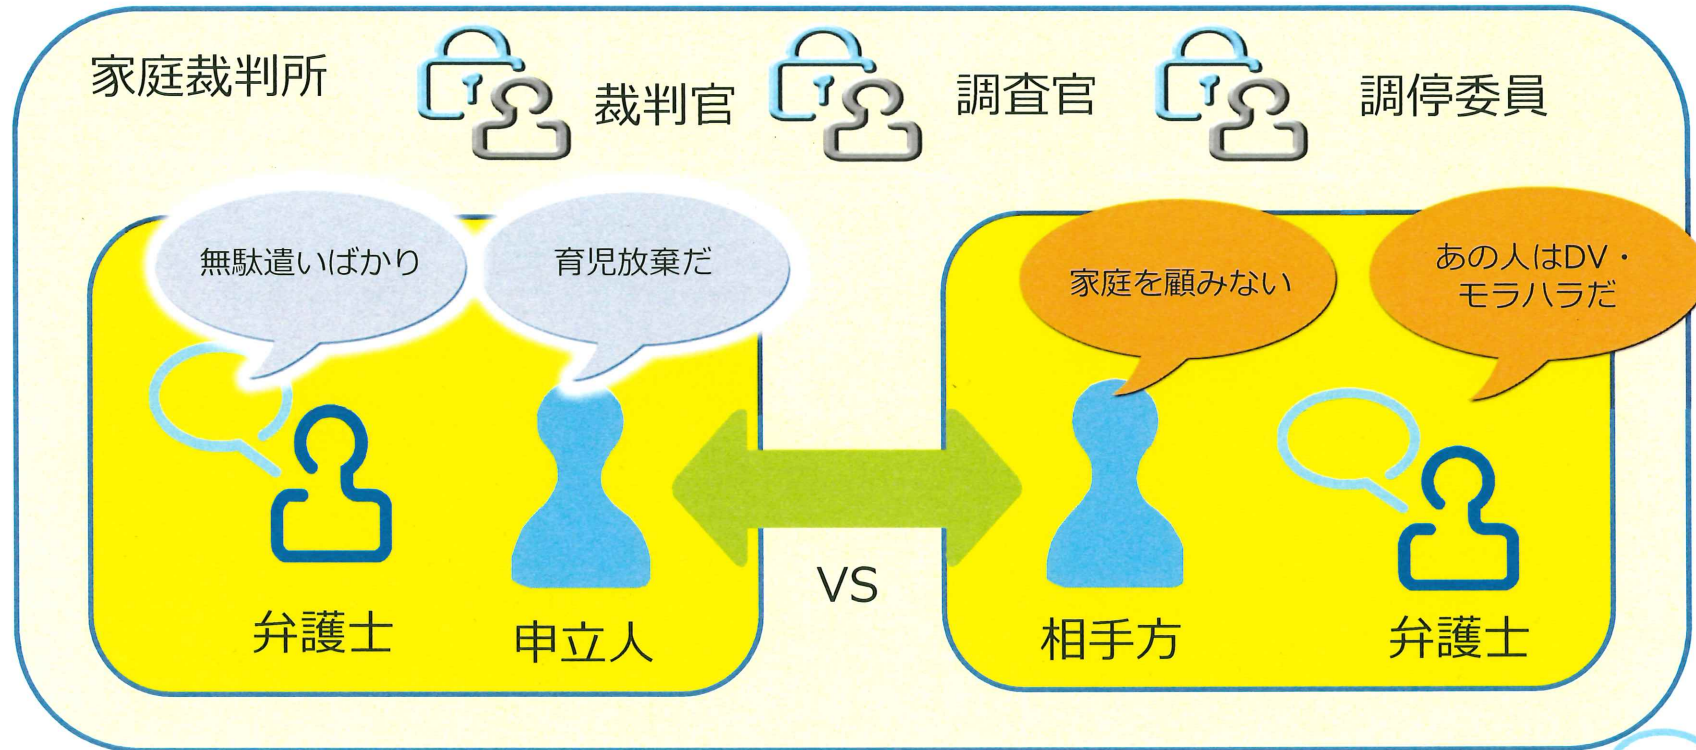 家庭裁判所
裁判官
調査官
調停委員
無駄遣いばかり
育児放棄だ
家庭を顧みない
あの人はDV・
モラハラだ
VS
弁護士
申立人
相手方
弁護士